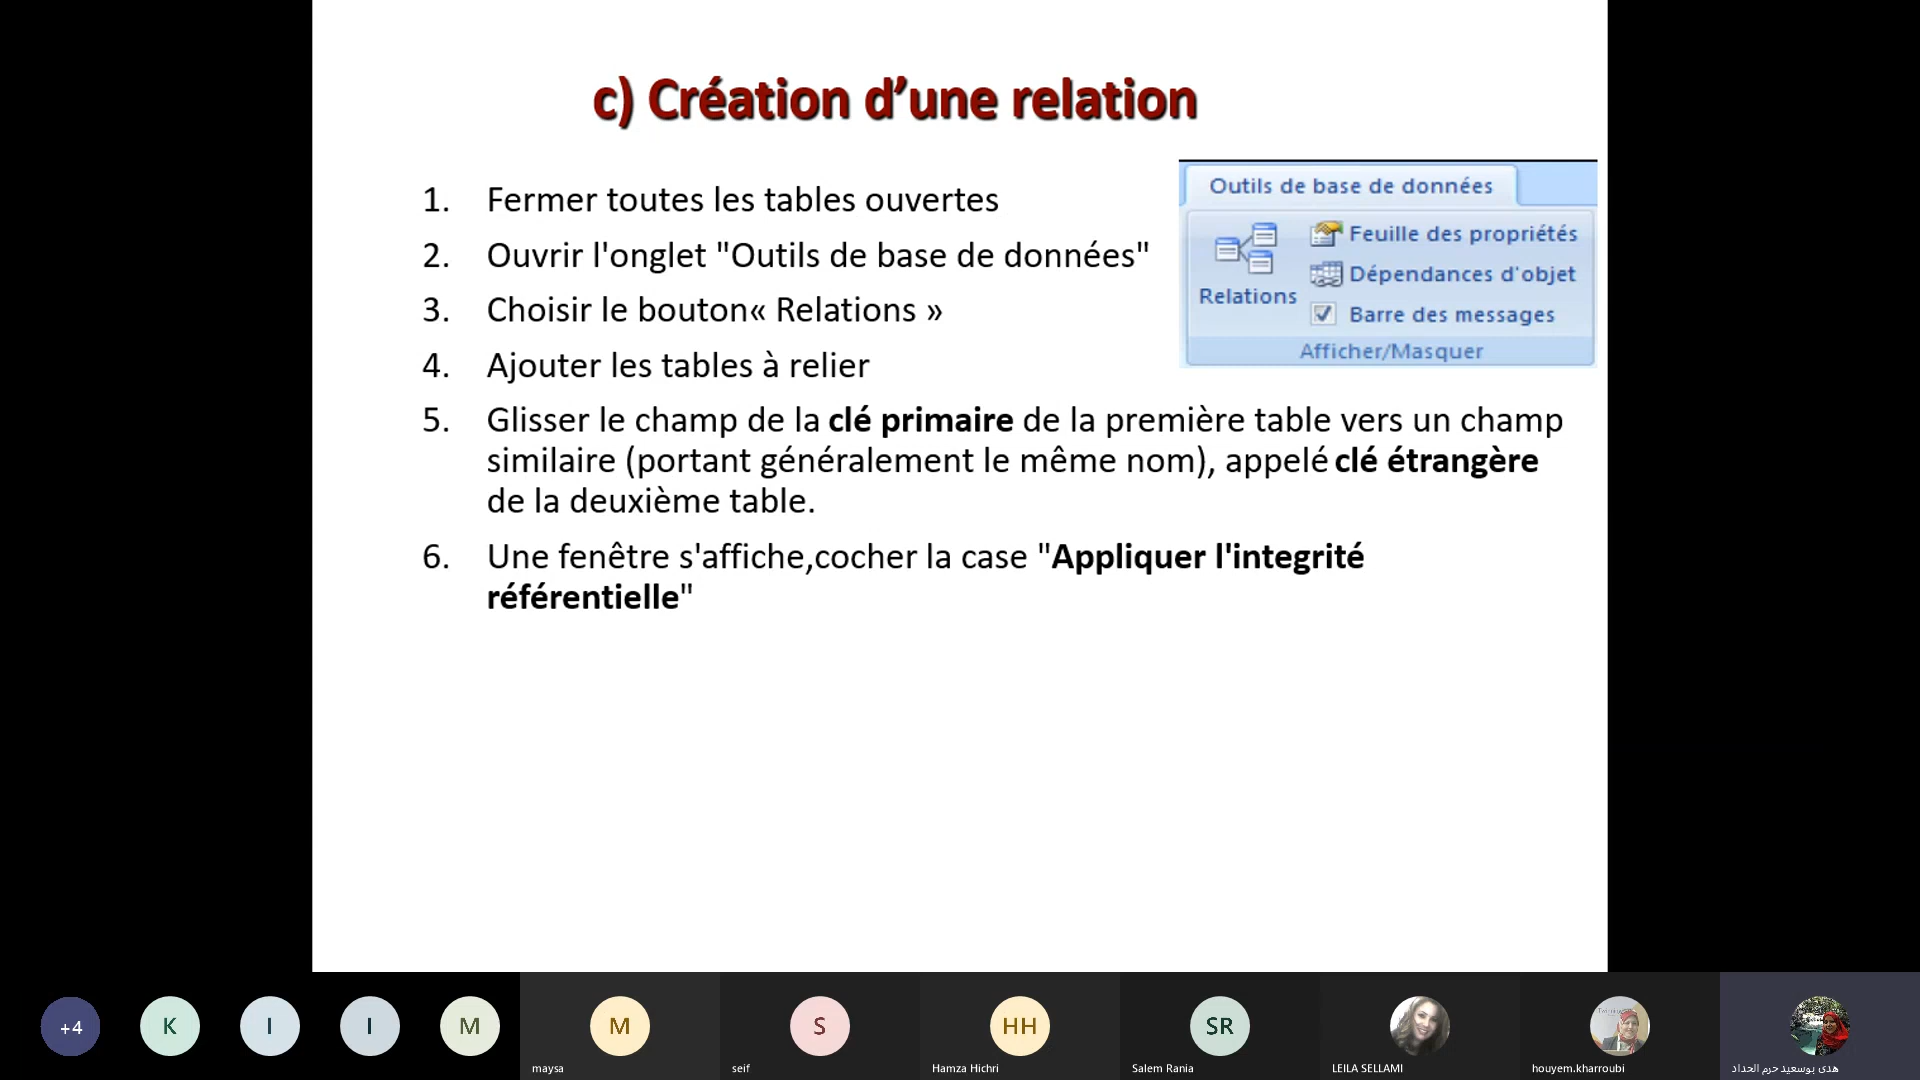 c) Création d’une relation
1. Fermer toutes les tables ouvertes
2. Ouvrir l'onglet "Outils de base de données"
3. Choisir le bouton« Relations »
4. Ajouter les tables à relier
5. Glisser le champ de la clé primaire de la première table vers un champ
similaire (portant généralement le même nom), appelé clé étrangère
de la deuxième table.
6. Une fenêtre s'affiche,cocher la case "Appliquer l'integrité
référentielle"
Outils de base de données
Relations
Feuille des propriétés
Dépendances d'objet
Barre des messages
Afficher/Masquer
+4
K
I
I
M
M
maysa
S
seif
HH
Hamza Hichri
SR
Salem Rania
LEILA SELLAMI
houyem.kharroubi
هدى بوسعيد حرم الحداد